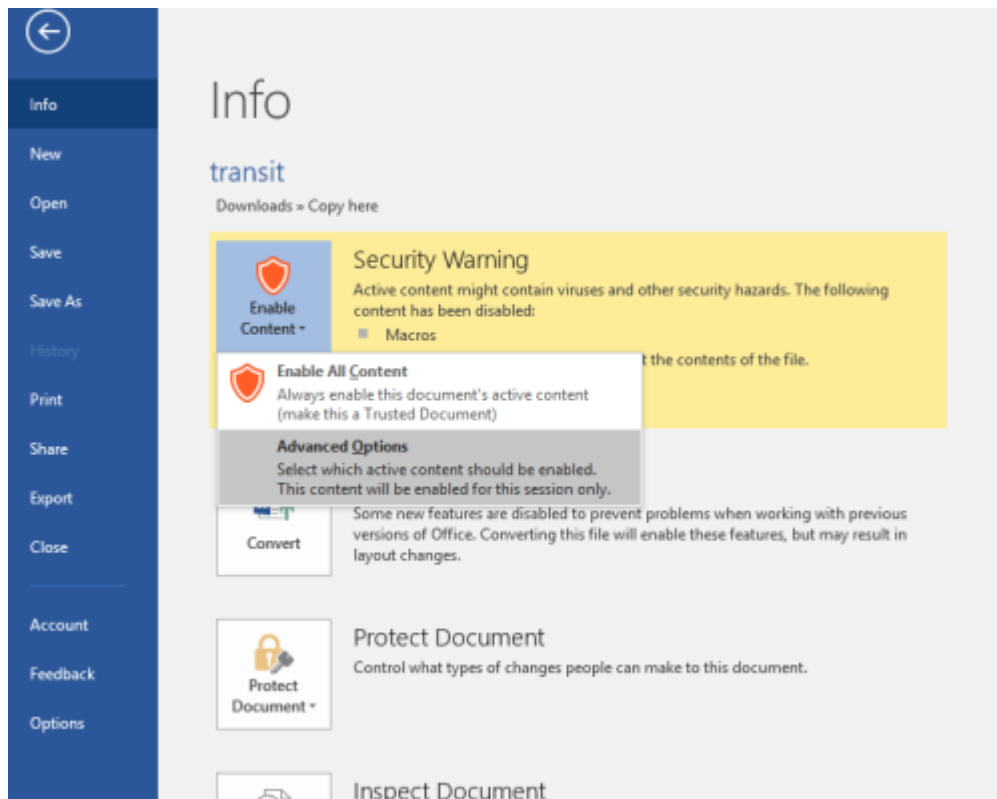 Info
New
Open
Save
Save As
History
Print
Share
Export
Close
Account
Feedback
Options
Info
transit
Downloads » Copy here
Enable
Content
Security Warning
Active content might contain viruses and other security hazards. The following
content has been disabled:
Macros
the contents of the file.
Enable All Content
Always enable this document's active content
(make this a Trusted Document)
Advanced Options
Select which active content should be enabled.
This content will be enabled for this session only.
Convert
Some new features are disabled to prevent problems when working with previous
versions of Office. Converting this file will enable these features, but may result in
layout changes.
Protect
Document
Protect Document
Control what types of changes people can make to this document.
Inspect Document